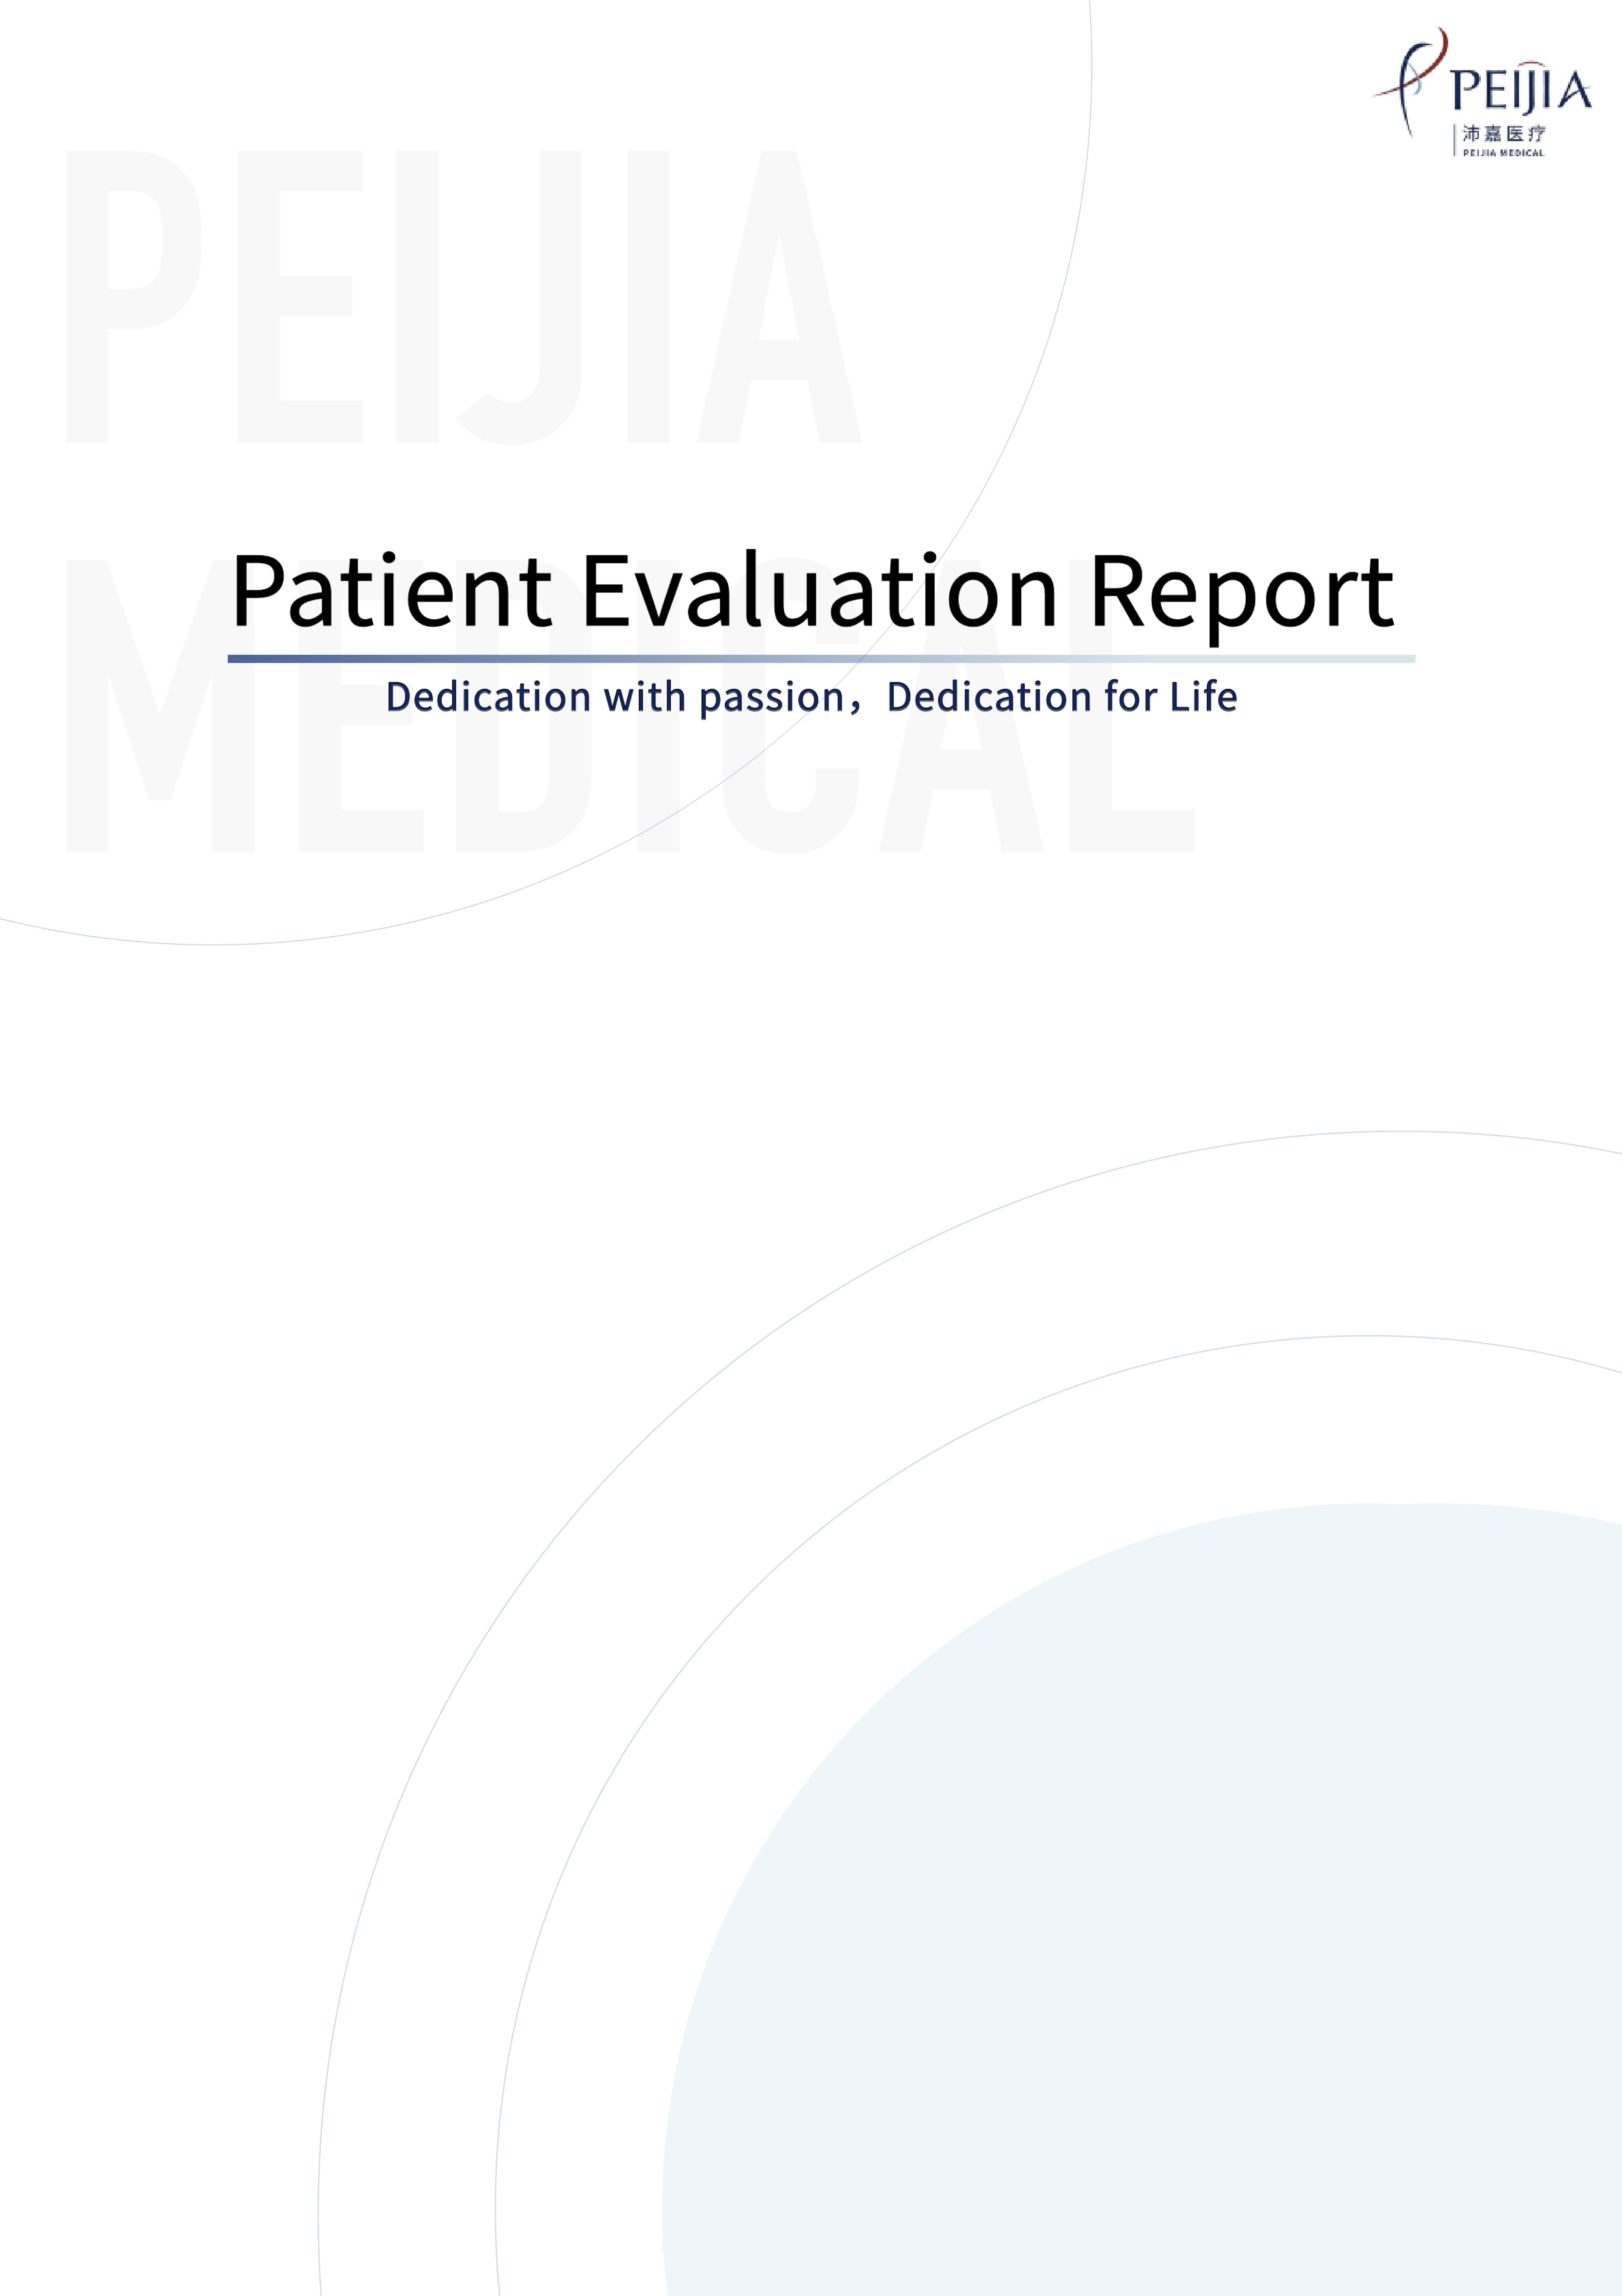 PEIJIA
沛嘉医疗
PEIJIA MEDICAL
PEIJIA
MEDICAL
Patient Evaluation Report
Dedication with passion，Dedication for Life